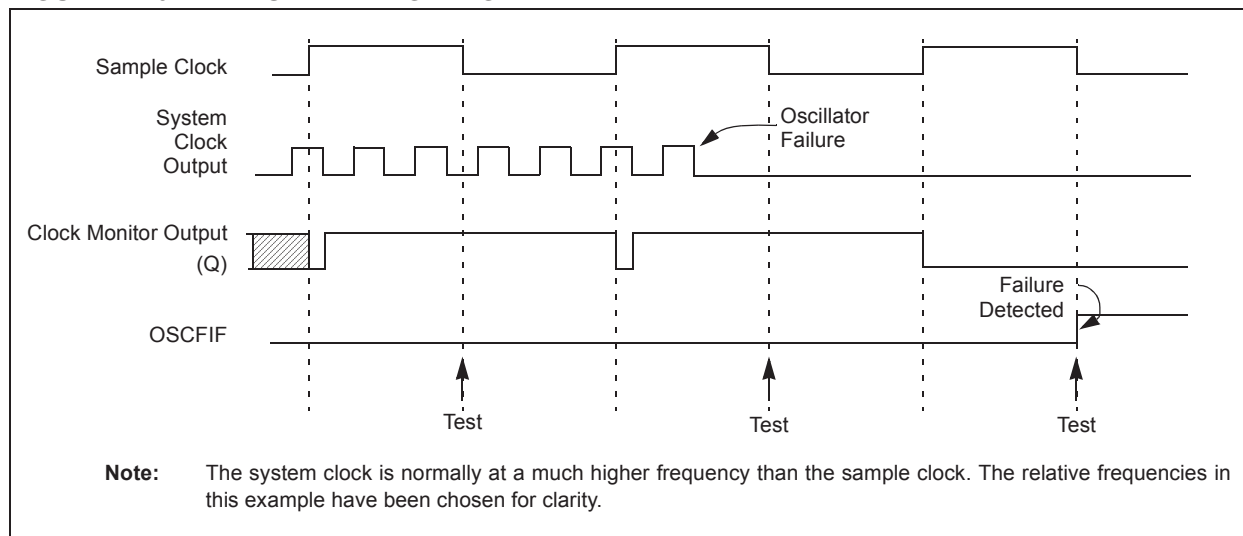 Sample Clock
System
Clock
Output
Oscillator
Failure
Clock Monitor Output
(Q)
Failure
Detected
OSCFIF
Test
Test
Test
Note: The system clock is normally at a much higher frequency than the sample clock. The relative frequencies in
this example have been chosen for clarity.